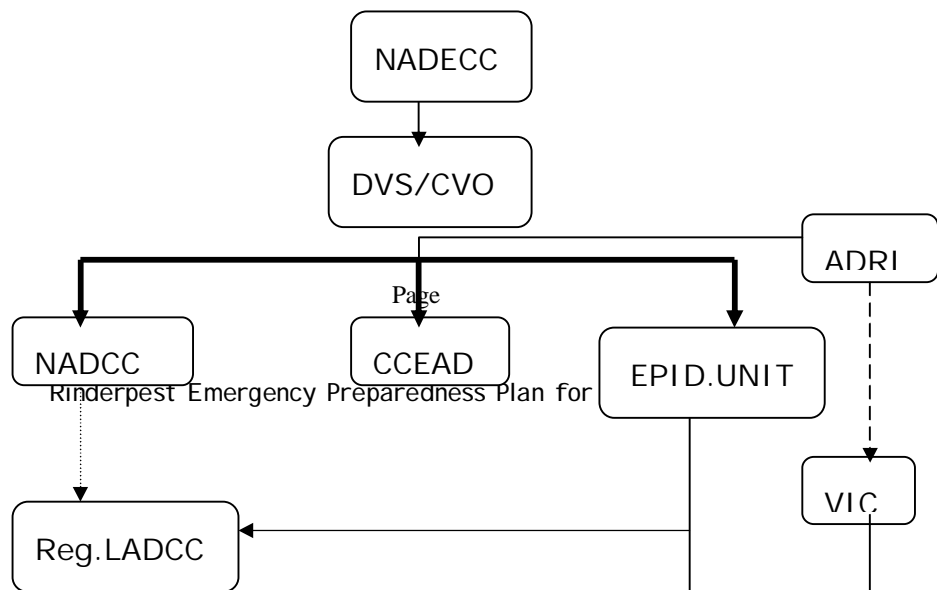 NADECC
DVS/CVO
ADRI
Page
NADCC
CCEAD
EPID.UNIT
Rinderpest Emergency Preparedness Plan for
VIC
Reg.LADCC